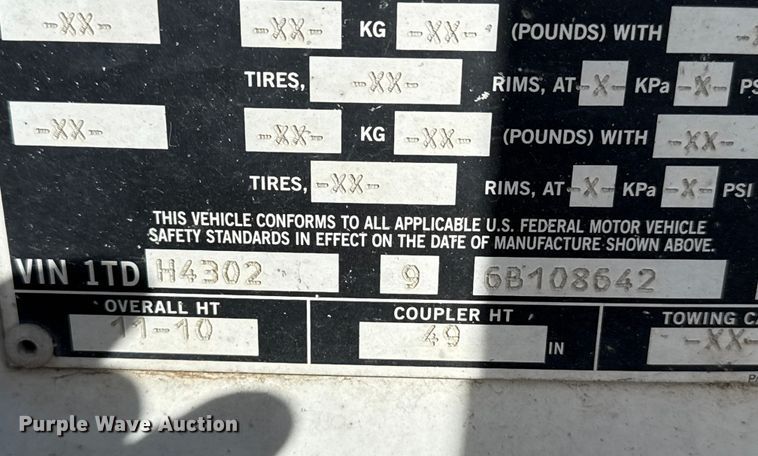 -XX- -XX- KG -XX- (POUNDS) WITH
TIRES, -XX- RIMS, AT -X- KPa -X-
-XX- -XX- KG -XX- (POUNDS) WITH -XX-
TIRES, -XX- RIMS, AT -X- KPa -X- PSI
THIS VEHICLE CONFORMS TO ALL APPLICABLE U.S. FEDERAL MOTOR VEHICLE
SAFETY STANDARDS IN EFFECT ON THE DATE OF MANUFACTURE SHOWN ABOVE.
VIN 1TD H4302 9 6B108642
OVERALL HT COUPLER HT TOWING
11-10 49 IN -XX-
Purple Wave Auction